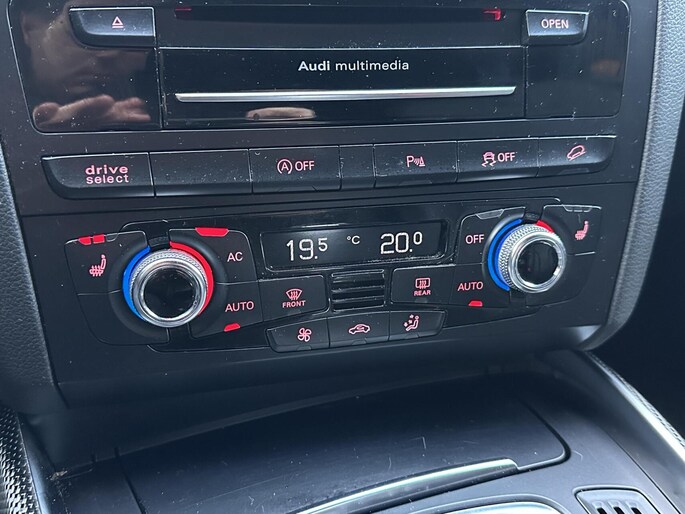 OPEN
Audi multimedia
drive select
A OFF
P
OFF
19.5 °C 20.0
AC
OFF
AUTO
FRONT
REAR
AUTO